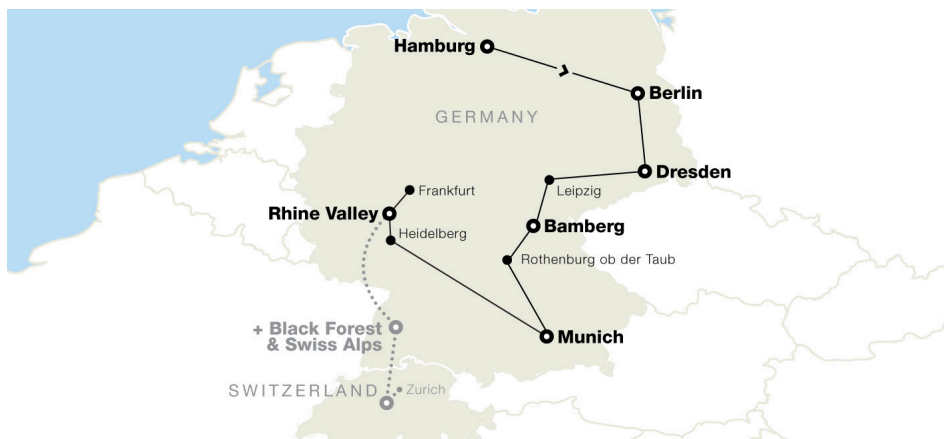 Hamburg
Berlin
GERMANY
Dresden
Frankfurt
Leipzig
Rhine Valley
Bamberg
Heidelberg
Rothenburg ob der Taub
+ Black Forest
& Swiss Alps
Munich
SWITZERLAND
Zurich